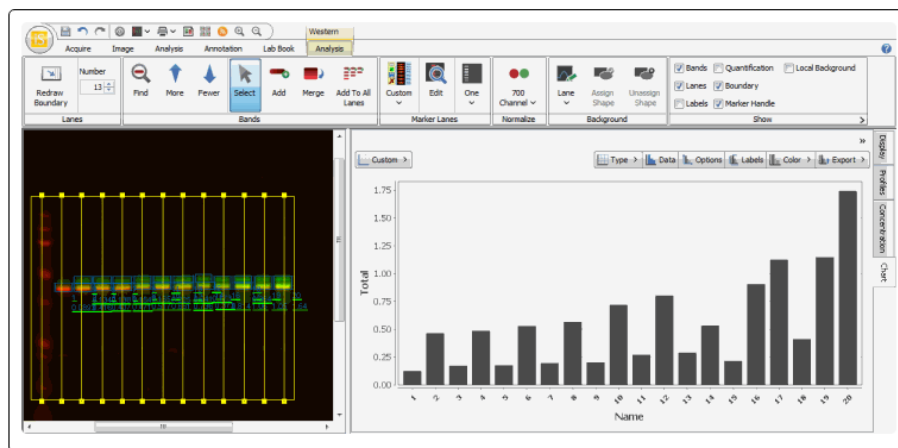 Western
Acquire Image Analysis Annotation Lab Book Analysis
Redraw Boundary
Number
13
Find More Fewer Select Add Merge Add To All Lanes
Custom Edit One
700 Channel
Lane Assign Shape Unassign Shape
Bands Quantification Local Background
Lanes Boundary
Labels Marker Handle
Lanes Bands Marker Lanes Normalize Background Show
Custom > Type > Data Options Labels Color > Export >
Display
Profiles
Concentration
Chart
Total
1.75
1.50
1.25
1.00
0.75
0.50
0.25
0.00
1 2 3 4 5 6 7 8 9 10 11 12 13 14 15 16 17 18 19 20
Name